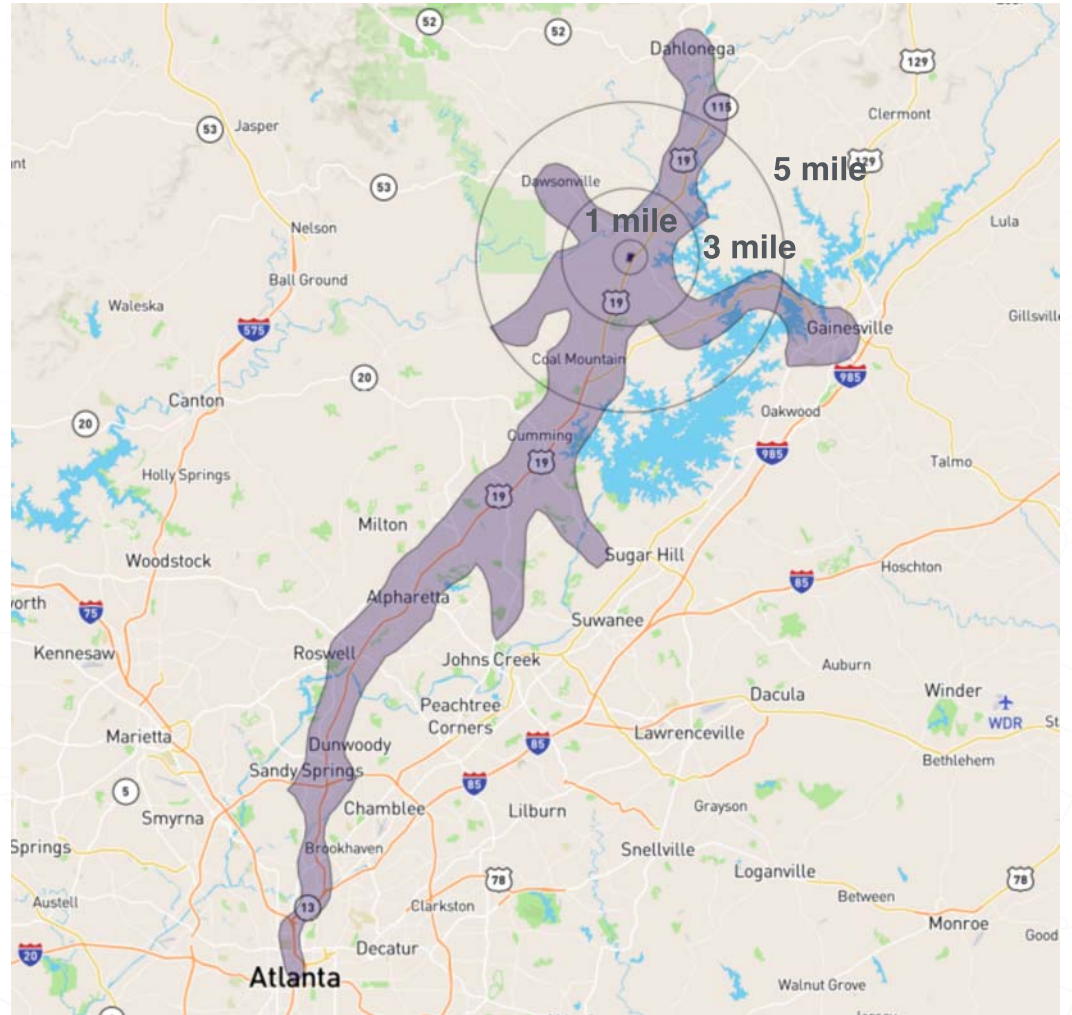 52
52
Dahlonega
129
115
Clermont
53
Jasper
19
5 mile
129
53
Dawsonville
nt
1 mile
Lula
Nelson
3 mile
Ball Ground
19
Waleska
Gillsville
575
Gainesville
Coal Mountain
20
985
Canton
Oakwood
20
Cumming
985
19
Talmo
Holly Springs
19
Milton
Sugar Hill
Woodstock
85
Hoschton
orth
75
Alpharetta
Suwanee
Kennesaw
Roswell
Johns Creek
Auburn
Dacula
Winder
Peachtree
Corners
WDR
St
Marietta
Dunwoody
85
Lawrenceville
Sandy Springs
85
Bethlehem
5
Chamblee
Lilburn
Grayson
Smyrna
Springs
Brookhaven
Snellville
Loganville
78
78
Austell
13
Clarkston
Between
Monroe
Good
20
Decatur
Atlanta
Walnut Grove